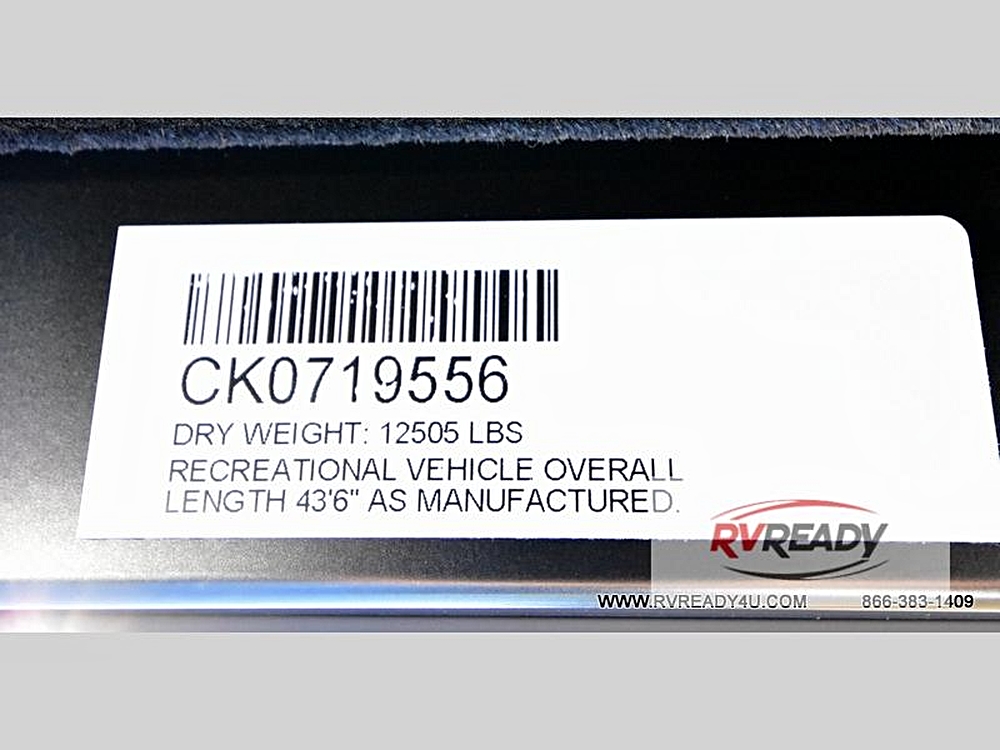 CK0719556
DRY WEIGHT: 12505 LBS
RECREATIONAL VEHICLE OVERALL
LENGTH 43'6" AS MANUFACTURED.
RVREADY
WWW.RVREADY4U.COM 866-383-1409